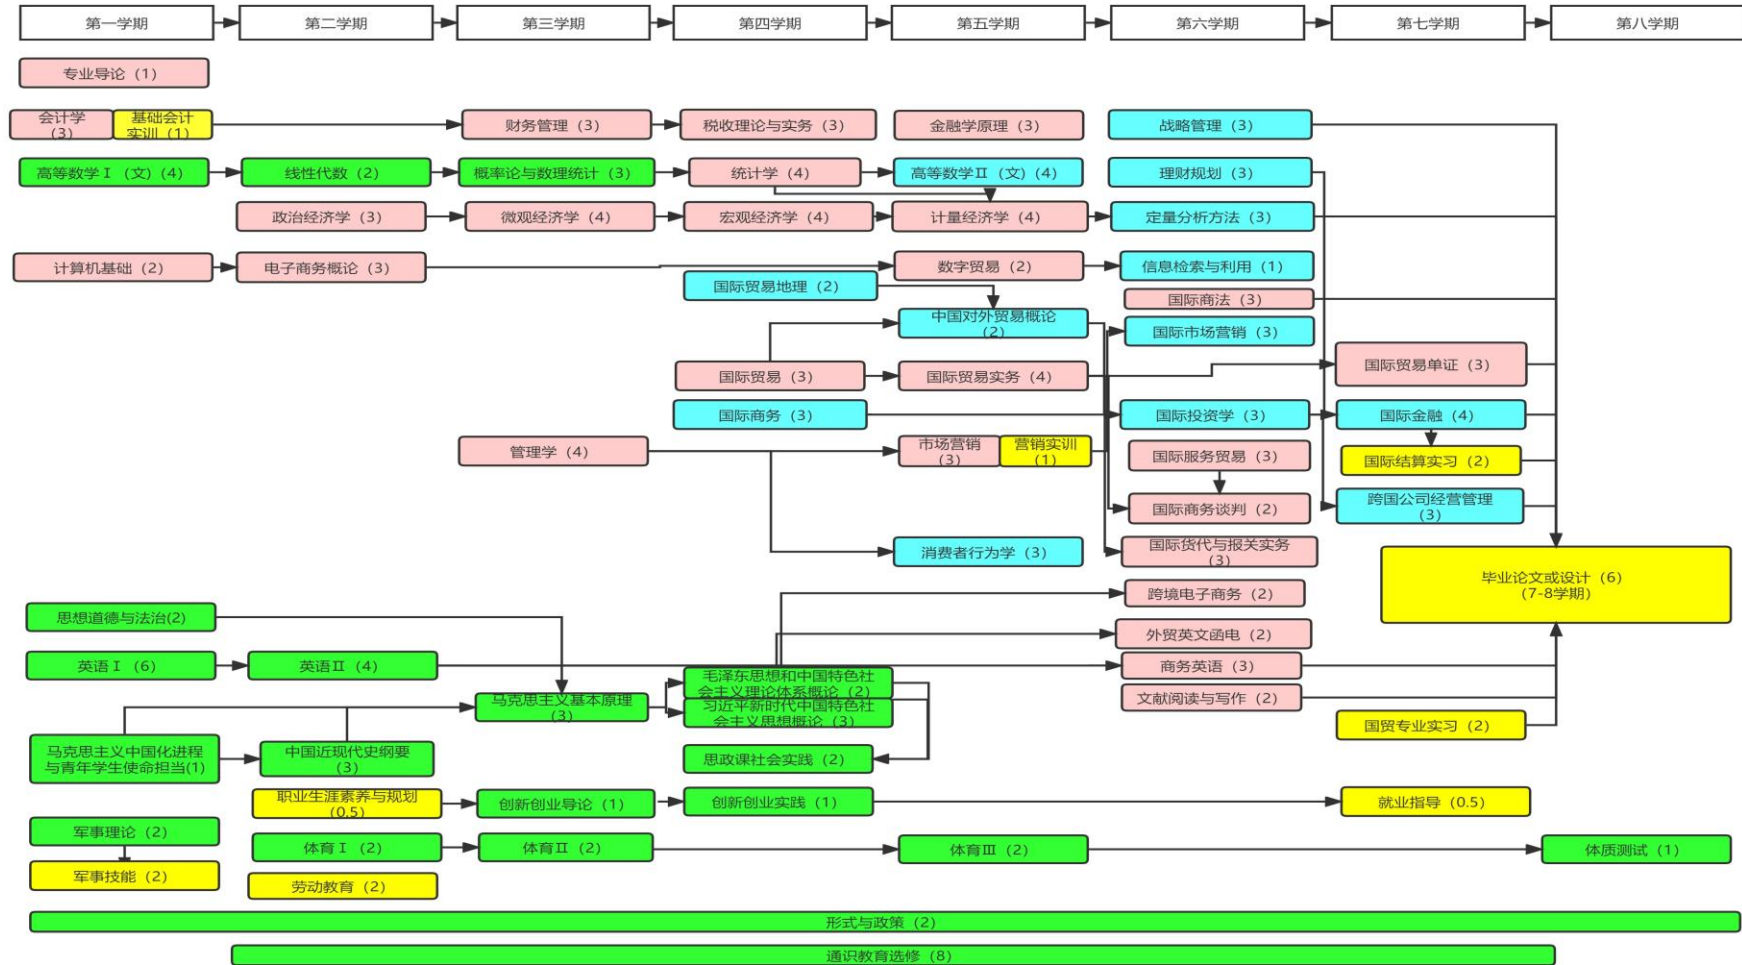 第一学期
第二学期
第三学期
第四学期
第五学期
第六学期
第七学期
第八学期
专业导论（1）
会计学
（3）
基础会计
实训（1）
财务管理（3）
税收理论与实务（3）
金融学原理（3）
战略管理（3）
高等数学Ⅰ（文）（4）
线性代数（2）
概率论与数理统计（3）
统计学（4）
高等数学Ⅱ（文）（4）
理财规划（3）
政治经济学（3）
微观经济学（4）
宏观经济学（4）
计量经济学（4）
定量分析方法（3）
计算机基础（2）
电子商务概论（3）
数字贸易（2）
信息检索与利用（1）
国际贸易地理（2）
国际商法（3）
中国对外贸易概论
（2）
国际市场营销（3）
国际贸易（3）
国际贸易实务（4）
国际贸易单证（3）
国际商务（3）
国际投资学（3）
国际金融（4）
管理学（4）
市场营销
（3）
营销实训
（1）
国际服务贸易（3）
国际结算实习（2）
国际商务谈判（2）
跨国公司经营管理
（3）
消费者行为学（3）
国际货代与报关实务
（3）
毕业论文或设计（6）
（7-8学期）
跨境电子商务（2）
思想道德与法治(2)
外贸英文函电（2）
英语Ⅰ（6）
英语Ⅱ（4）
商务英语（3）
毛泽东思想和中国特色社
会主义理论体系概论（2）
文献阅读与写作（2）
马克思主义基本原理
（3）
习近平新时代中国特色社
会主义思想概论（3）
国贸专业实习（2）
马克思主义中国化进程
与青年学生使命担当(1)
中国近现代史纲要
（3）
思政课社会实践（2）
职业生涯素养与规划
（0.5）
创新创业导论（1）
创新创业实践（1）
就业指导（0.5）
军事理论（2）
体育Ⅰ（2）
体育Ⅱ（2）
体育Ⅲ（2）
体质测试（1）
军事技能（2）
劳动教育（2）
形式与政策（2）
通识教育选修（8）